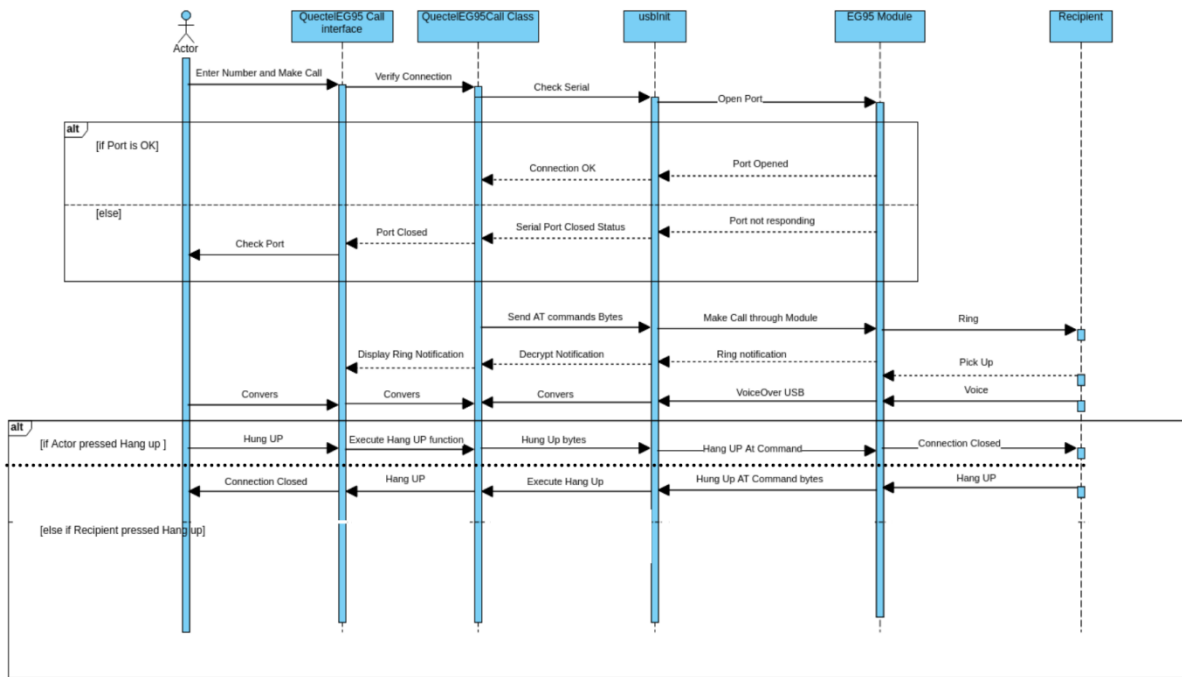 QuectelEG95 Call
interface
QuectelEG95Call Class
usbInit
EG95 Module
Recipient
Actor
Enter Number and Make Call
Verify Connection
Check Serial
Open Port
alt
[if Port is OK]
Port Opened
Connection OK
[else]
Port not responding
Serial Port Closed Status
Port Closed
Check Port
Send AT commands Bytes
Make Call through Module
Ring
Display Ring Notification
Decrypt Notification
Ring notification
Pick Up
Convers
Convers
Convers
VoiceOver USB
Voice
alt
[if Actor pressed Hang up ]
Hung UP
Execute Hang UP function
Hung Up bytes
Hang UP At Command
Connection Closed
Connection Closed
Hang UP
Execute Hang Up
Hung Up AT Command bytes
Hang UP
[else if Recipient pressed Hang up]